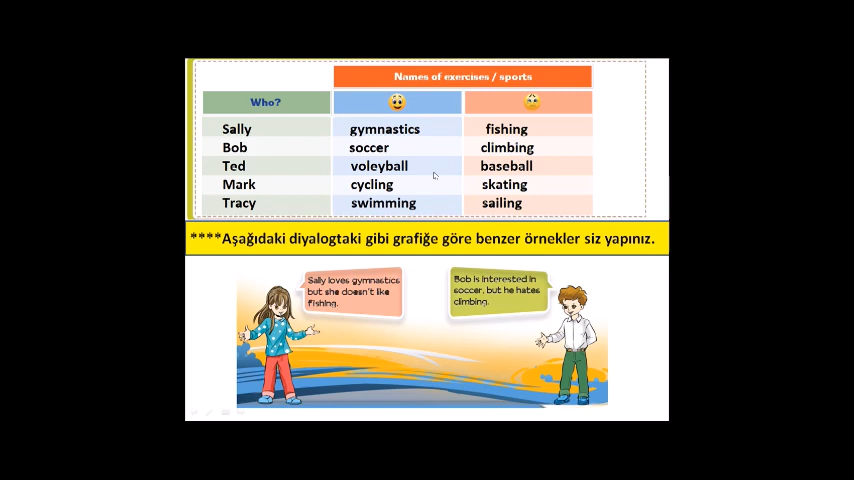 Names of exercises / sports
Who?
Sally gymnastics fishing
Bob soccer climbing
Ted voleyball baseball
Mark cycling skating
Tracy swimming sailing
****Aşağıdaki diyalogtaki gibi grafiğe göre benzer örnekler siz yapınız.
Sally loves gymnastics
but she doesn't like
fishing.
Bob is interested in
soccer, but he hates
climbing.